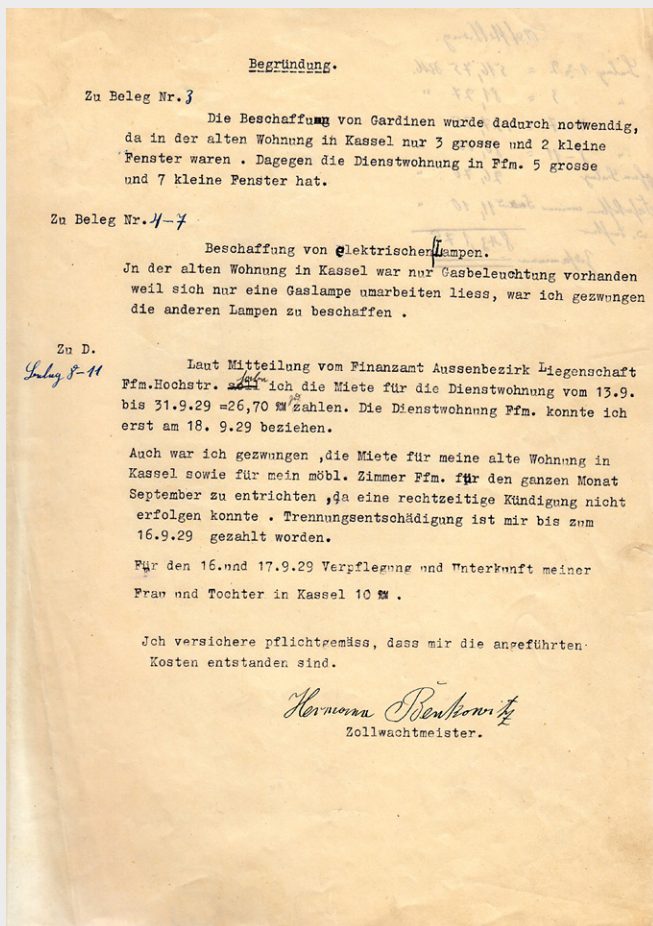 Begründung.
Zu Beleg Nr. 3
Die Beschaffung von Gardinen wurde dadurch notwendig,
da in der alten Wohnung in Kassel nur 3 grosse und 2 kleine
Fenster waren . Dagegen die Dienstwohnung in Ffm. 5 grosse
und 7 kleine Fenster hat.
Zu Beleg Nr. 4-7
Beschaffung von elektrischen Lampen.
Jn der alten Wohnung in Kassel war nur Gasbeleuchtung vorhanden
weil sich nur eine Gaslampe umarbeiten liess, war ich gezwungen
die anderen Lampen zu beschaffen .
Zu D.
8-11
Laut Mitteilung vom Finanzamt Aussenbezirk Liegenschaft
Ffm.Hochstr. ich die Miete für die Dienstwohnung vom 13.9.
bis 31.9.29 =26,70 zahlen. Die Dienstwohnung Ffm. konnte ich
erst am 18. 9.29 beziehen.
Auch war ich gezwungen ,die Miete für meine alte Wohnung in
Kassel sowie für mein möbl. Zimmer Ffm. für den ganzen Monat
September zu entrichten ,da eine rechtzeitige Kündigung nicht
erfolgen konnte . Trennungsentschädigung ist mir bis zum
16.9.29 gezahlt worden.
Für den 16.und 17.9.29 Verpflegung und Unterkunft meiner
Frau und Tochter in Kassel 10 .
Jch versichere pflichtgemäss, dass mir die angeführten
Kosten entstanden sind.
Hermann Benkowitz
Zollwachtmeister.